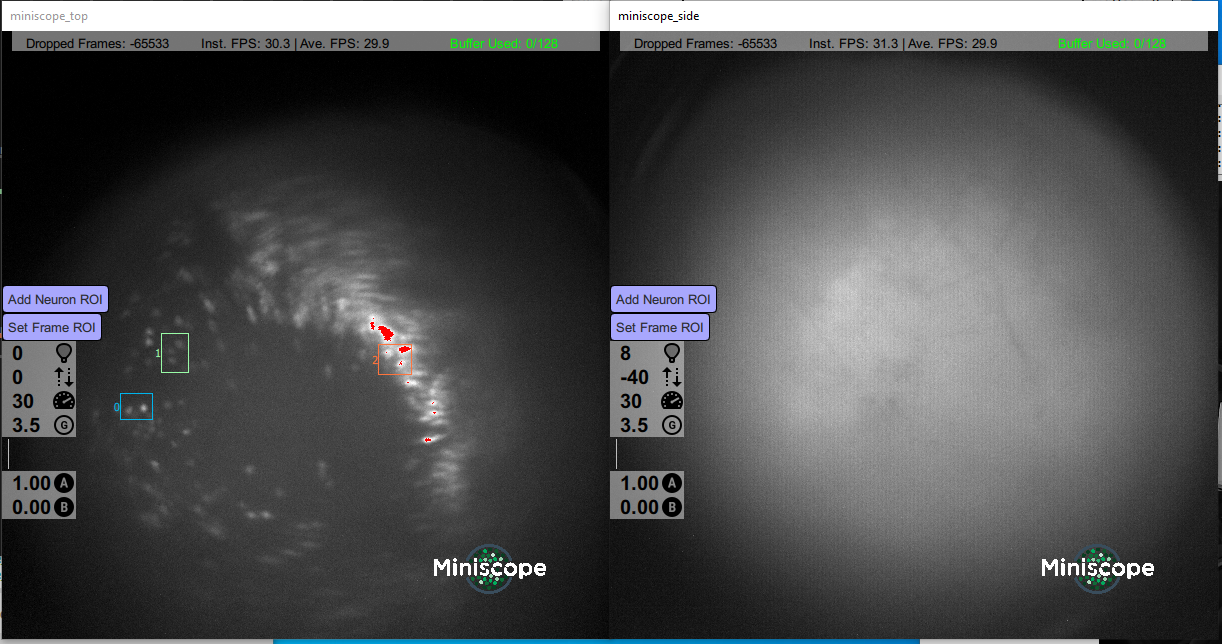 miniscope_top
Dropped Frames: -65533 Inst. FPS: 30.3 | Ave. FPS: 29.9 Buffer Used: 0/128
Add Neuron ROI
Set Frame ROI
0
0
30
3.5 G
1.00 A
0.00 B
1
0
2
Miniscope
miniscope_side
Dropped Frames: -65533 Inst. FPS: 31.3 | Ave. FPS: 29.9 Buffer Used: 0/128
Add Neuron ROI
Set Frame ROI
8
-40
30
3.5 G
1.00 A
0.00 B
Miniscope